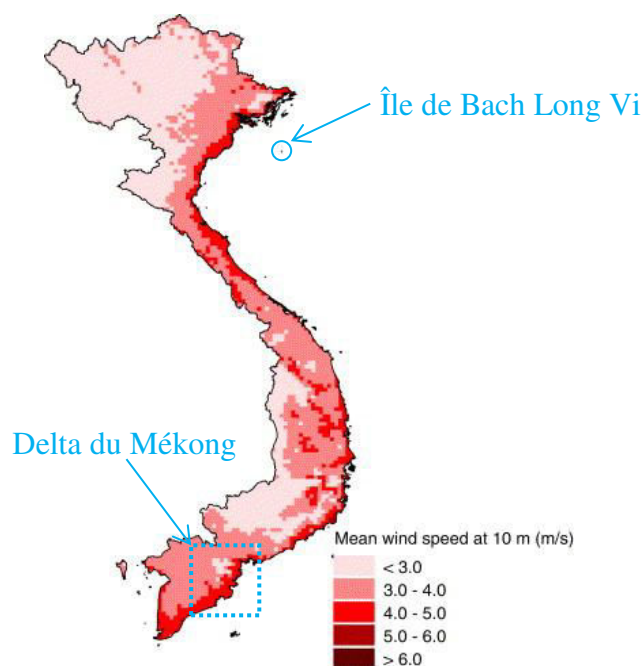 Île de Bach Long Vi
Delta du Mékong
Mean wind speed at 10 m (m/s)
< 3.0
3.0 - 4.0
4.0 - 5.0
5.0 - 6.0
> 6.0